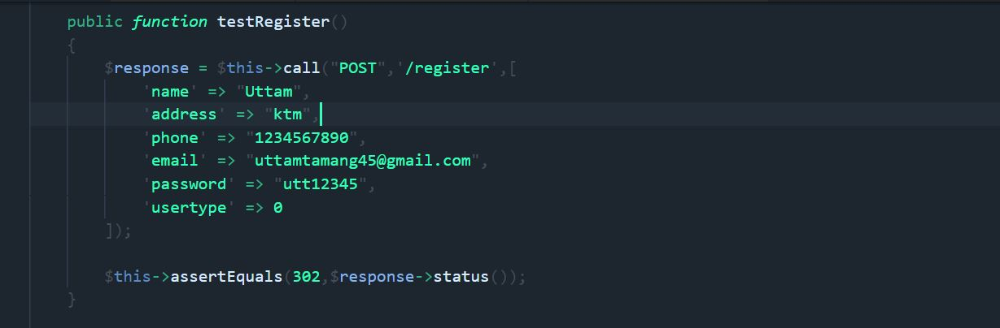 public function testRegister()
{
$response = $this->call("POST",'/register',[
'name' => "Uttam",
'address' => "ktm",
'phone' => "1234567890",
'email' => "uttamtamang45@gmail.com",
'password' => "utt12345",
'usertype' => 0
]);
$this->assertEquals(302,$response->status());
}